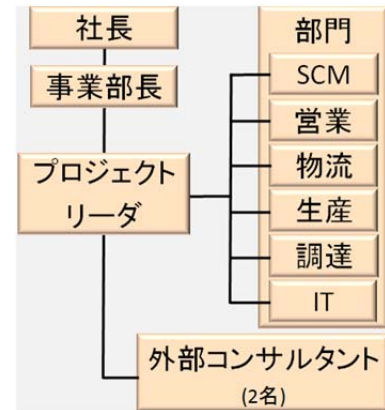 社長
事業部長
プロジェクト
リーダ
部門
SCM
営業
物流
生産
調達
IT
外部コンサルタント
(2名)